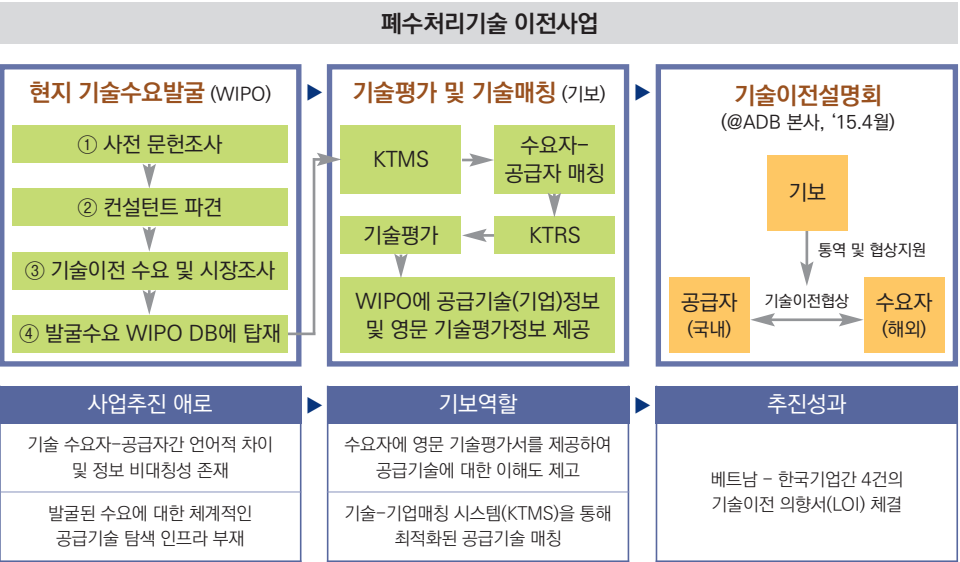 폐수처리기술 이전사업
현지 기술수요발굴 (WIPO)
① 사전 문헌조사
② 컨설턴트 파견
③ 기술이전 수요 및 시장조사
④ 발굴수요 WIPO DB에 탑재
기술평가 및 기술매칭 (기보)
KTMS
수요자-
공급자 매칭
기술평가
KTRS
WIPO에 공급기술(기업)정보
및 영문 기술평가정보 제공
기술이전설명회
(@ADB 본사, ‘15.4월)
기보
통역 및 협상지원
공급자
(국내)
기술이전협상
수요자
(해외)
사업추진 애로
기술 수요자-공급자간 언어적 차이
및 정보 비대칭성 존재
발굴된 수요에 대한 체계적인
공급기술 탐색 인프라 부재
기보역할
수요자에 영문 기술평가서를 제공하여
공급기술에 대한 이해도 제고
기술-기업매칭 시스템(KTMS)을 통해
최적화된 공급기술 매칭
추진성과
베트남 - 한국기업간 4건의
기술이전 의향서(LOI) 체결